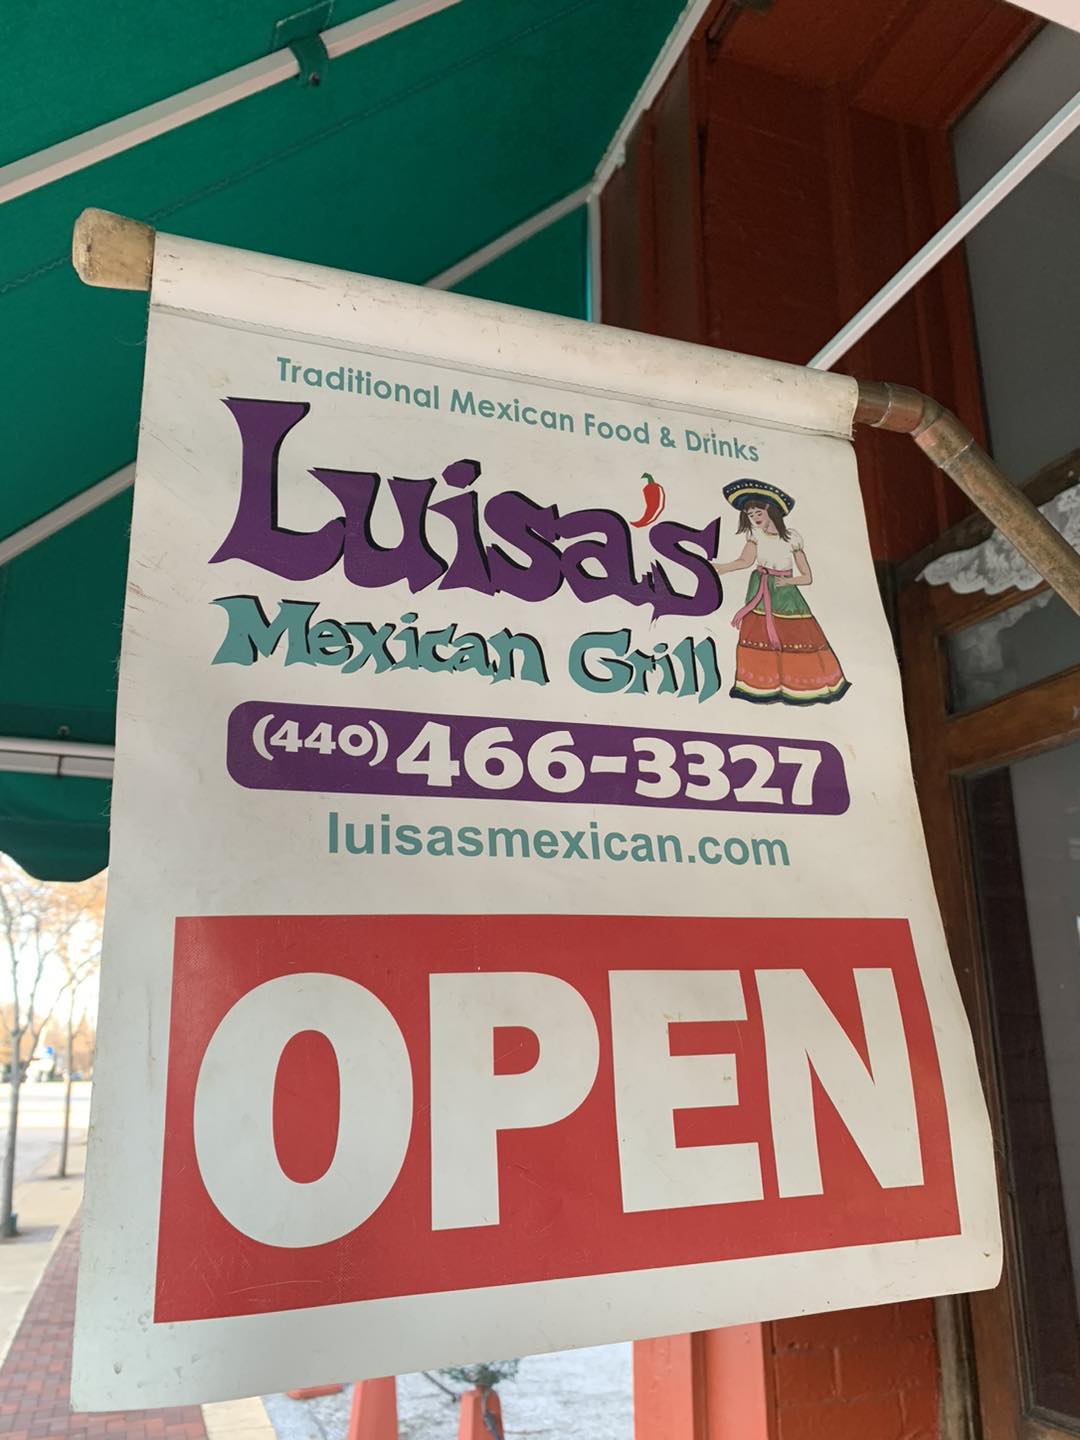 Traditional Mexican Food & Drinks
Luisa's
Mexican Grill
(440) 466-3327
luisasmexican.com
OPEN